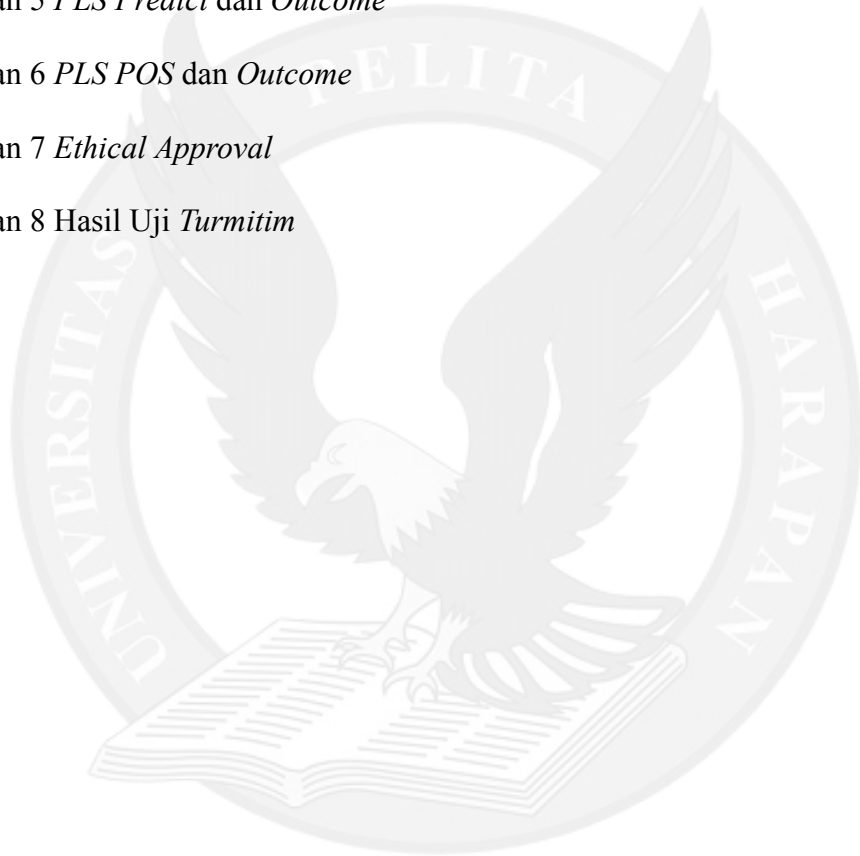 an 5 PLS Predict dan Outcome
an 6 PLS POS dan Outcome
an 7 Ethical Approval
an 8 Hasil Uji Turmitim
UNIVERSITAS PELITA HARAPAN